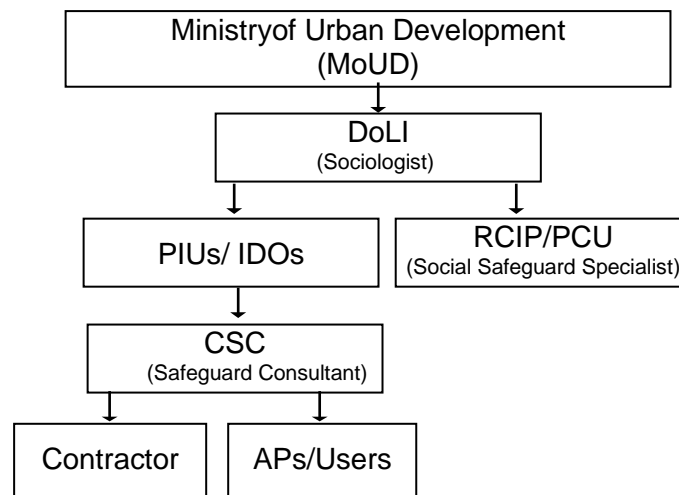 Ministryof Urban Development
(MoUD)
DoLI
(Sociologist)
PIUs/ IDOs
RCIP/PCU
(Social Safeguard Specialist)
CSC
(Safeguard Consultant)
Contractor
APs/Users